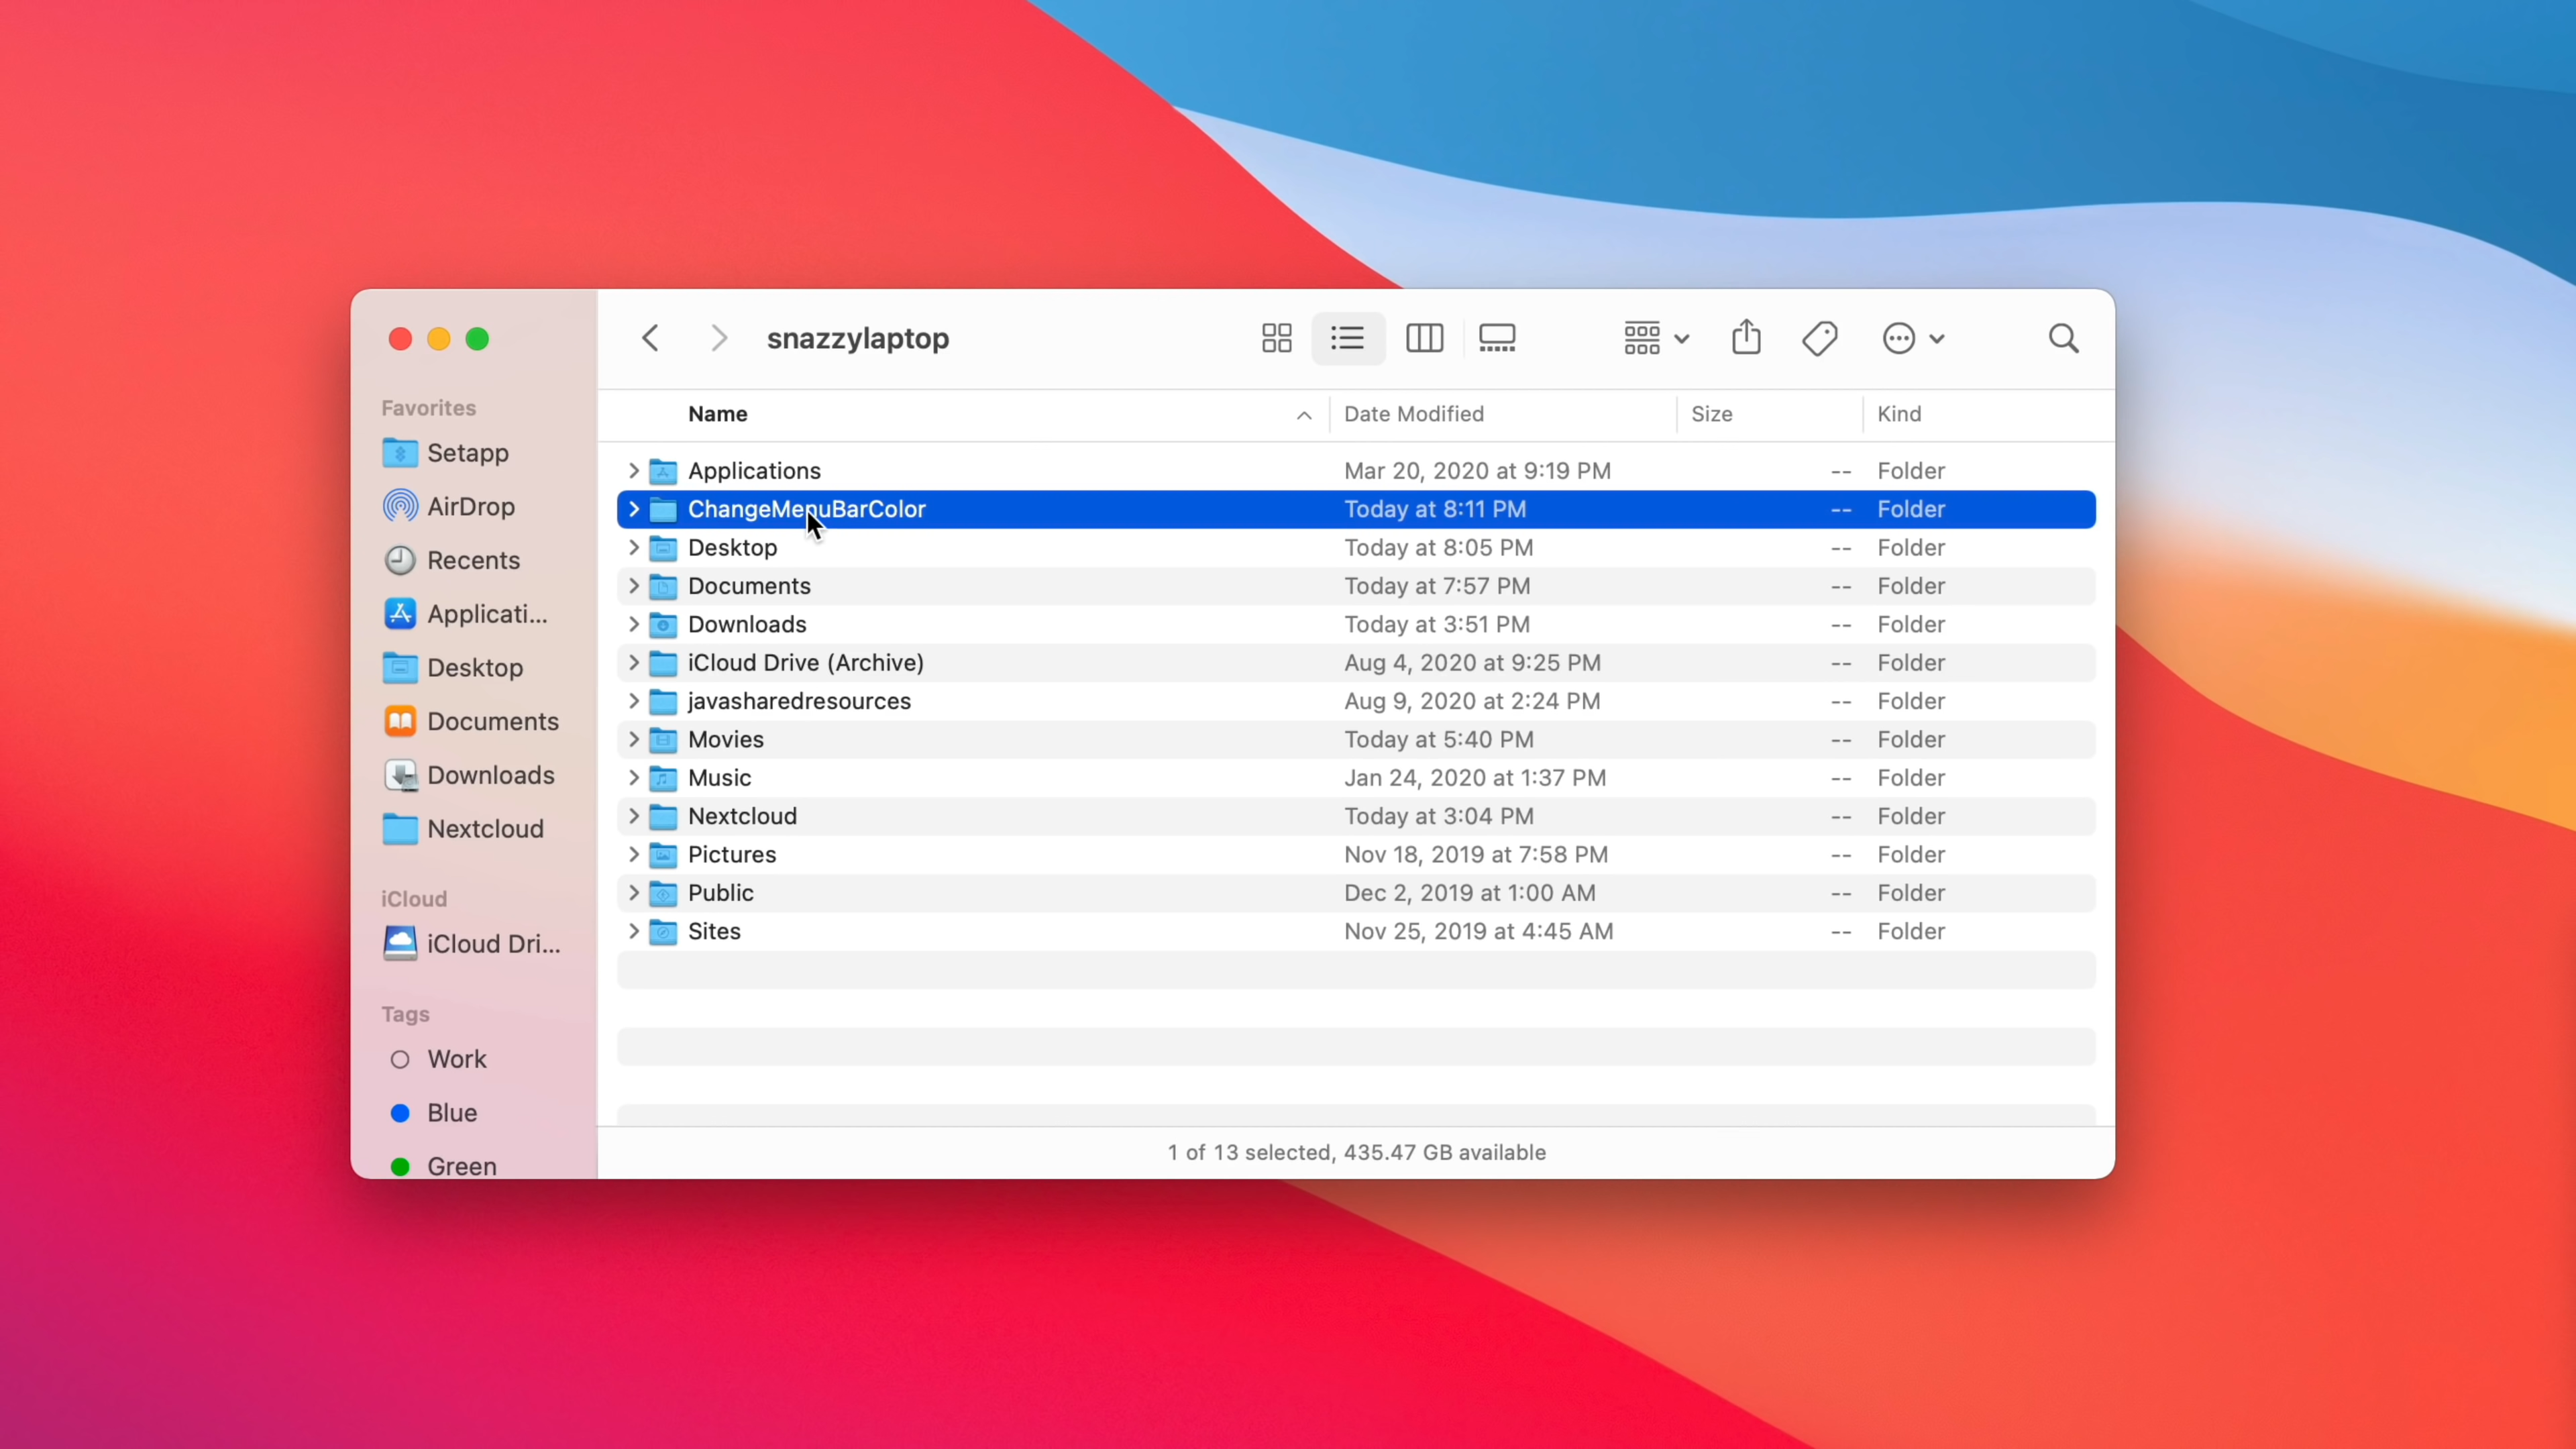 snazzylaptop
Favorites
Setapp
AirDrop
Recents
Applicati...
Desktop
Documents
Downloads
Nextcloud
iCloud
iCloud Dri...
Tags
Work
Blue
Green
Name Date Modified Size Kind
Applications Mar 20, 2020 at 9:19 PM -- Folder
ChangeMenuBarColor Today at 8:11 PM -- Folder
Desktop Today at 8:05 PM -- Folder
Documents Today at 7:57 PM -- Folder
Downloads Today at 3:51 PM -- Folder
iCloud Drive (Archive) Aug 4, 2020 at 9:25 PM -- Folder
javasharedresources Aug 9, 2020 at 2:24 PM -- Folder
Movies Today at 5:40 PM -- Folder
Music Jan 24, 2020 at 1:37 PM -- Folder
Nextcloud Today at 3:04 PM -- Folder
Pictures Nov 18, 2019 at 7:58 PM -- Folder
Public Dec 2, 2019 at 1:00 AM -- Folder
Sites Nov 25, 2019 at 4:45 AM -- Folder
1 of 13 selected, 435.47 GB available